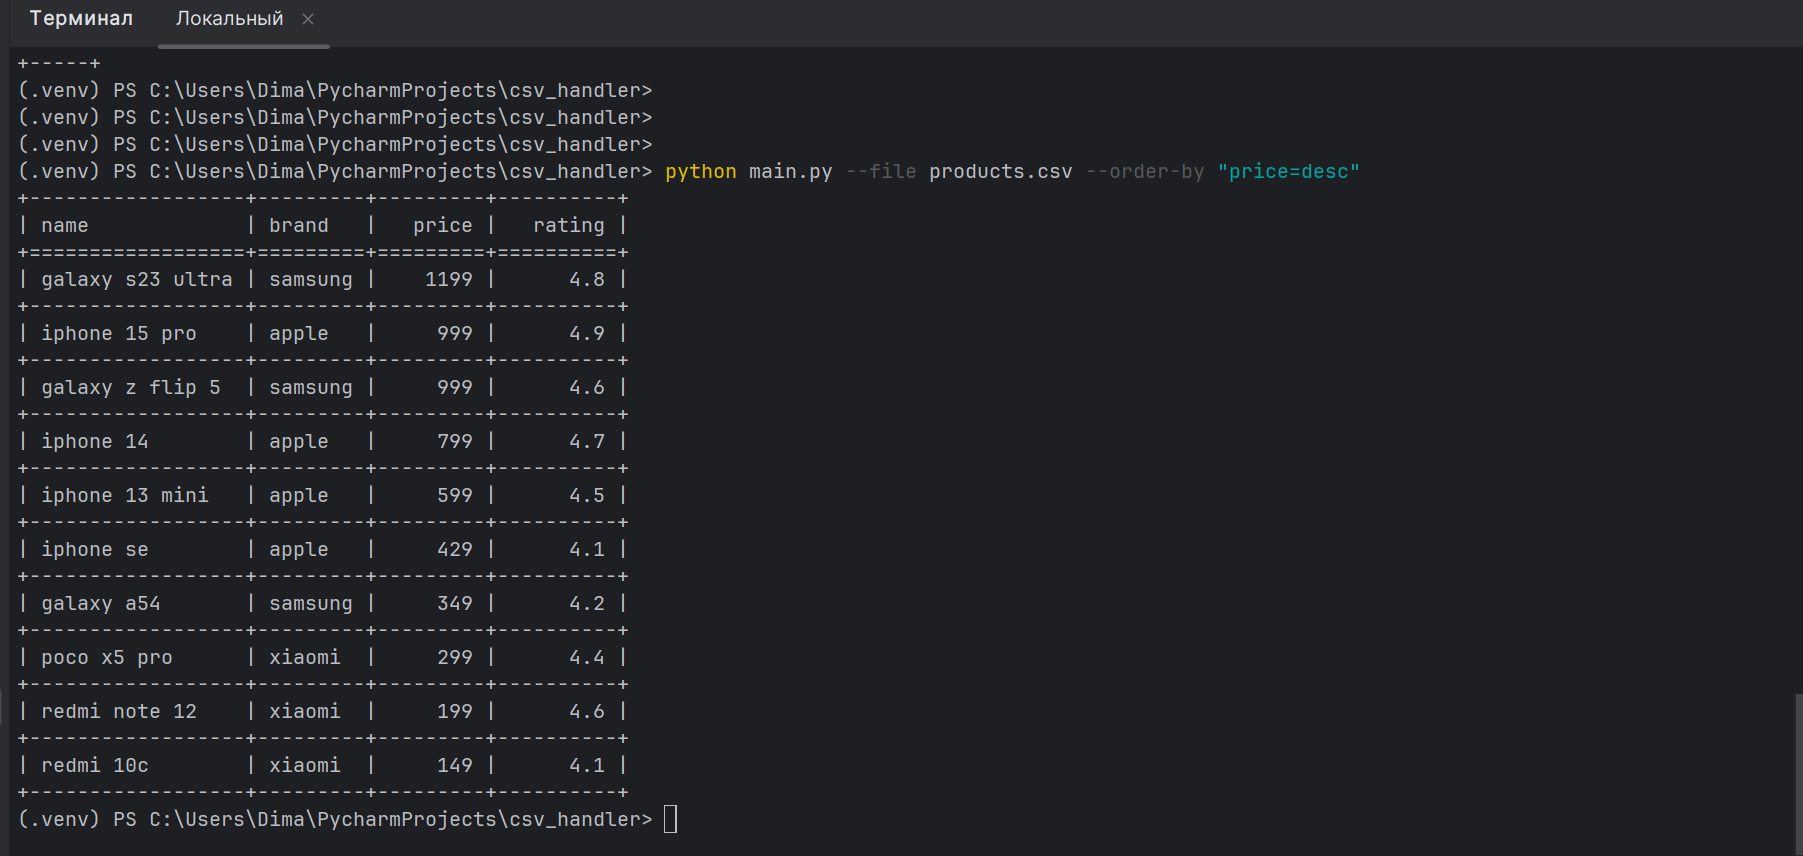 Терминал Локальный ×
+-----+
(.venv) PS C:\Users\Dima\PycharmProjects\csv_handler>
(.venv) PS C:\Users\Dima\PycharmProjects\csv_handler>
(.venv) PS C:\Users\Dima\PycharmProjects\csv_handler>
(.venv) PS C:\Users\Dima\PycharmProjects\csv_handler> python main.py --file products.csv --order-by "price=desc"
+------------------+---------+---------+----------+
| name             | brand   |   price |   rating |
+==================+=========+=========+==========+
| galaxy s23 ultra | samsung |    1199 |      4.8 |
+------------------+---------+---------+----------+
| iphone 15 pro    | apple   |     999 |      4.9 |
+------------------+---------+---------+----------+
| galaxy z flip 5  | samsung |     999 |      4.6 |
+------------------+---------+---------+----------+
| iphone 14        | apple   |     799 |      4.7 |
+------------------+---------+---------+----------+
| iphone 13 mini   | apple   |     599 |      4.5 |
+------------------+---------+---------+----------+
| iphone se        | apple   |     429 |      4.1 |
+------------------+---------+---------+----------+
| galaxy a54       | samsung |     349 |      4.2 |
+------------------+---------+---------+----------+
| poco x5 pro      | xiaomi  |     299 |      4.4 |
+------------------+---------+---------+----------+
| redmi note 12    | xiaomi  |     199 |      4.6 |
+------------------+---------+---------+----------+
| redmi 10c        | xiaomi  |     149 |      4.1 |
+------------------+---------+---------+----------+
(.venv) PS C:\Users\Dima\PycharmProjects\csv_handler>